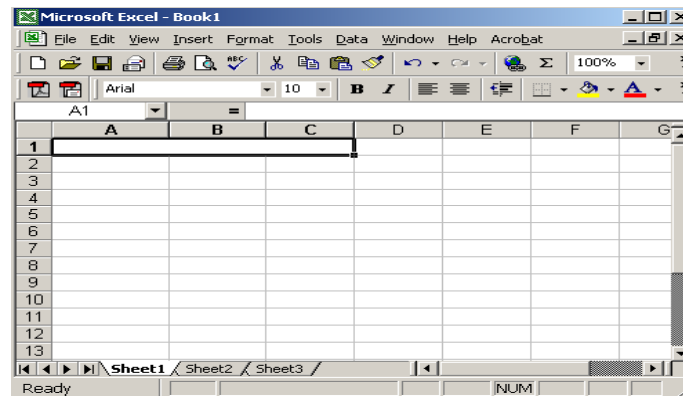 Microsoft Excel - Book1
File Edit View Insert Format Tools Data Window Help Acrobat
ABC Σ 100%
Arial 10 B I A
A1 =
A B C D E F G
1
2
3
4
5
6
7
8
9
10
11
12
13
Sheet1 Sheet2 Sheet3
Ready NUM